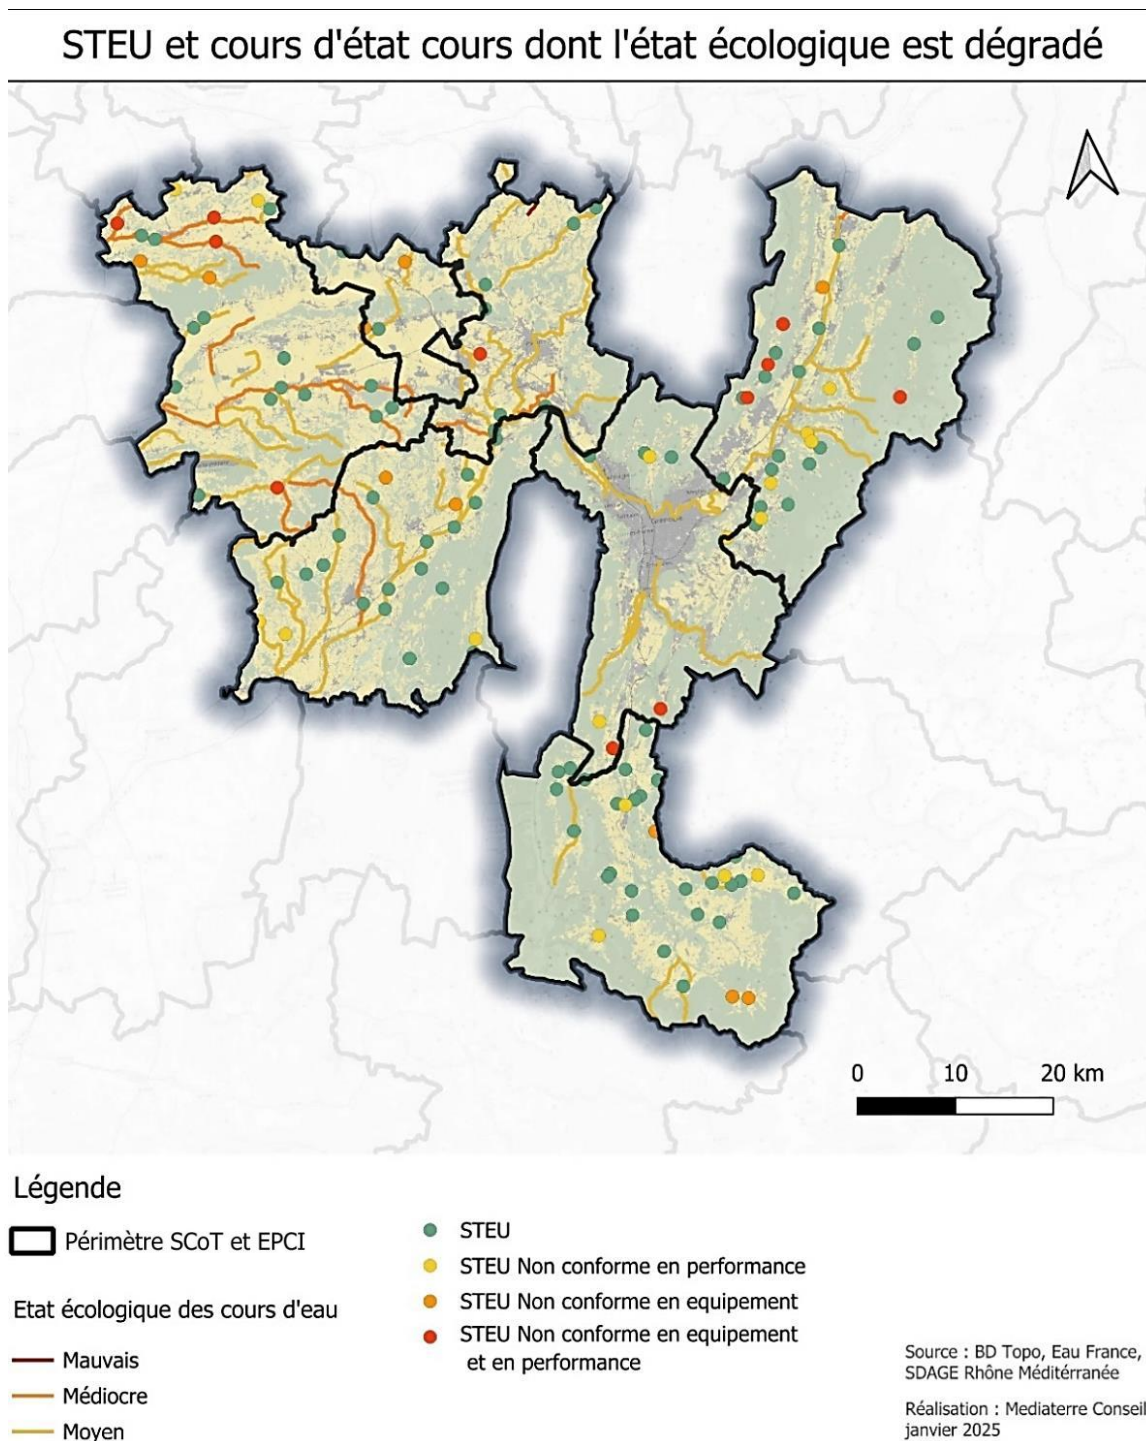 STEU et cours d'état cours dont l'état écologique est dégradé
0 10 20 km
Légende
Périmètre SCoT et EPCI
Etat écologique des cours d'eau
Mauvais
Médiocre
Moyen
STEU
STEU Non conforme en performance
STEU Non conforme en equipement
STEU Non conforme en equipement
et en performance
Source : BD Topo, Eau France,
SDAGE Rhône Méditérranée
Réalisation : Mediaterre Conseil
janvier 2025